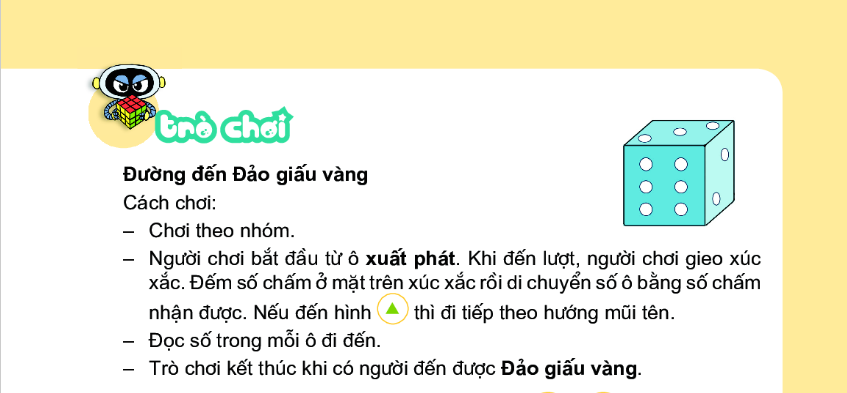 trò chơi
Đường đến Đảo giấu vàng
Cách chơi:
– Chơi theo nhóm.
– Người chơi bắt đầu từ ô xuất phát. Khi đến lượt, người chơi gieo xúc
xắc. Đếm số chấm ở mặt trên xúc xắc rồi di chuyển số ô bằng số chấm
nhận được. Nếu đến hình thì đi tiếp theo hướng mũi tên.
– Đọc số trong mỗi ô đi đến.
– Trò chơi kết thúc khi có người đến được Đảo giấu vàng.